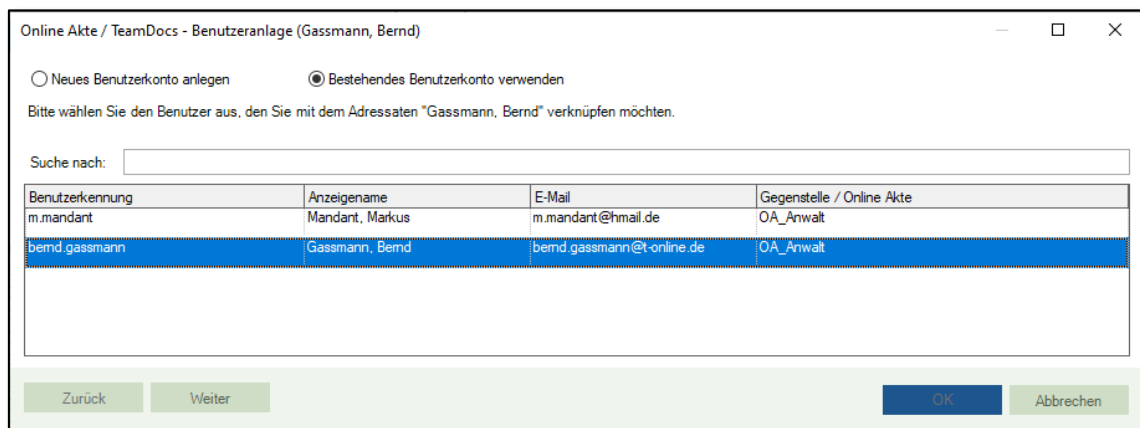 Online Akte / TeamDocs - Benutzeranlage (Gassmann, Bernd)
Neues Benutzerkonto anlegen Bestehendes Benutzerkonto verwenden
Bitte wählen Sie den Benutzer aus, den Sie mit dem Adressaten "Gassmann, Bernd" verknüpfen möchten.
Suche nach:
Benutzerkennung Anzeigename E-Mail Gegenstelle / Online Akte
m.mandant Mandant, Markus m.mandant@hmail.de OA_Anwalt
bernd.gassmann Gassmann, Bernd bernd.gassmann@t-online.de OA_Anwalt
Zurück Weiter OK Abbrechen